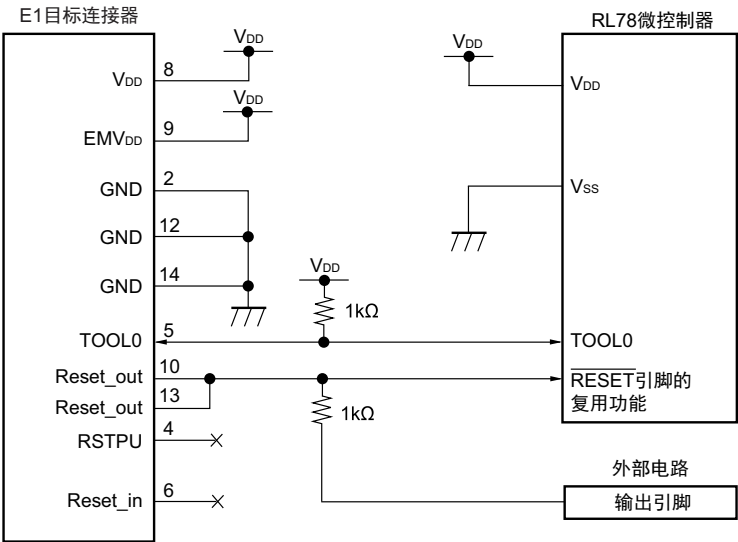 E1目标连接器
RL78微控制器
VDD
VDD
VDD 8
VDD
VDD
EMVDD 9
GND 2
VSS
GND 12
GND 14
VDD
1kΩ
TOOL0 5
TOOL0
Reset_out 10
RESET引脚的
复用功能
Reset_out 13
1kΩ
RSTPU 4
外部电路
Reset_in 6
输出引脚